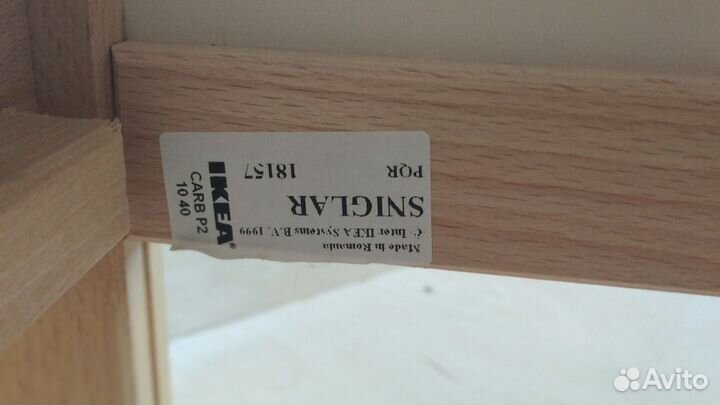 Made in Romania
© Inter IKEA Systems B.V. 1999
SNIGLAR
PQR 18157
IKEA®
CARB P2
10 40
Avito